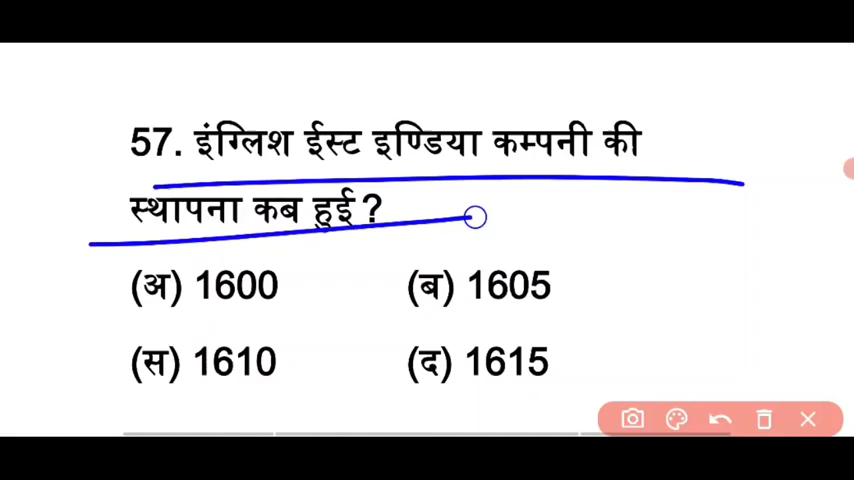 57. इंग्लिश ईस्ट इण्डिया कम्पनी की
स्थापना कब हुई?
(अ) 1600 (ब) 1605
(स) 1610 (द) 1615